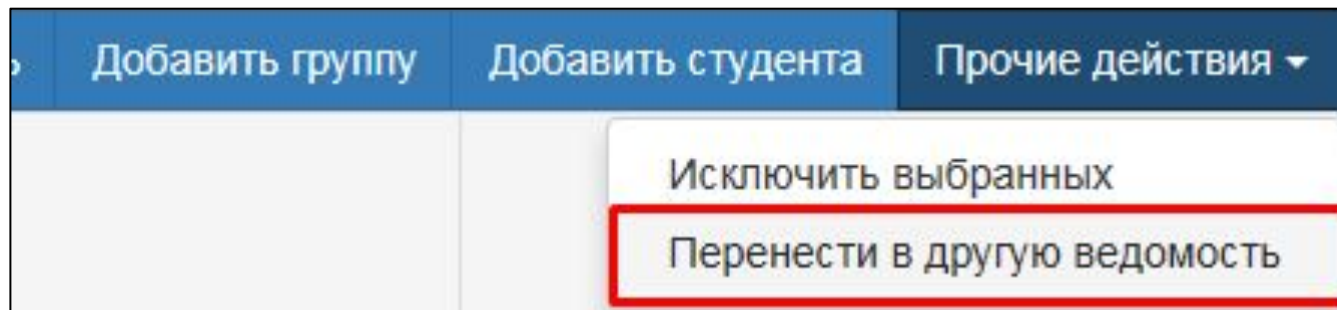 ь Добавить группу Добавить студента Прочие действия
Исключить выбранных
Перенести в другую ведомость